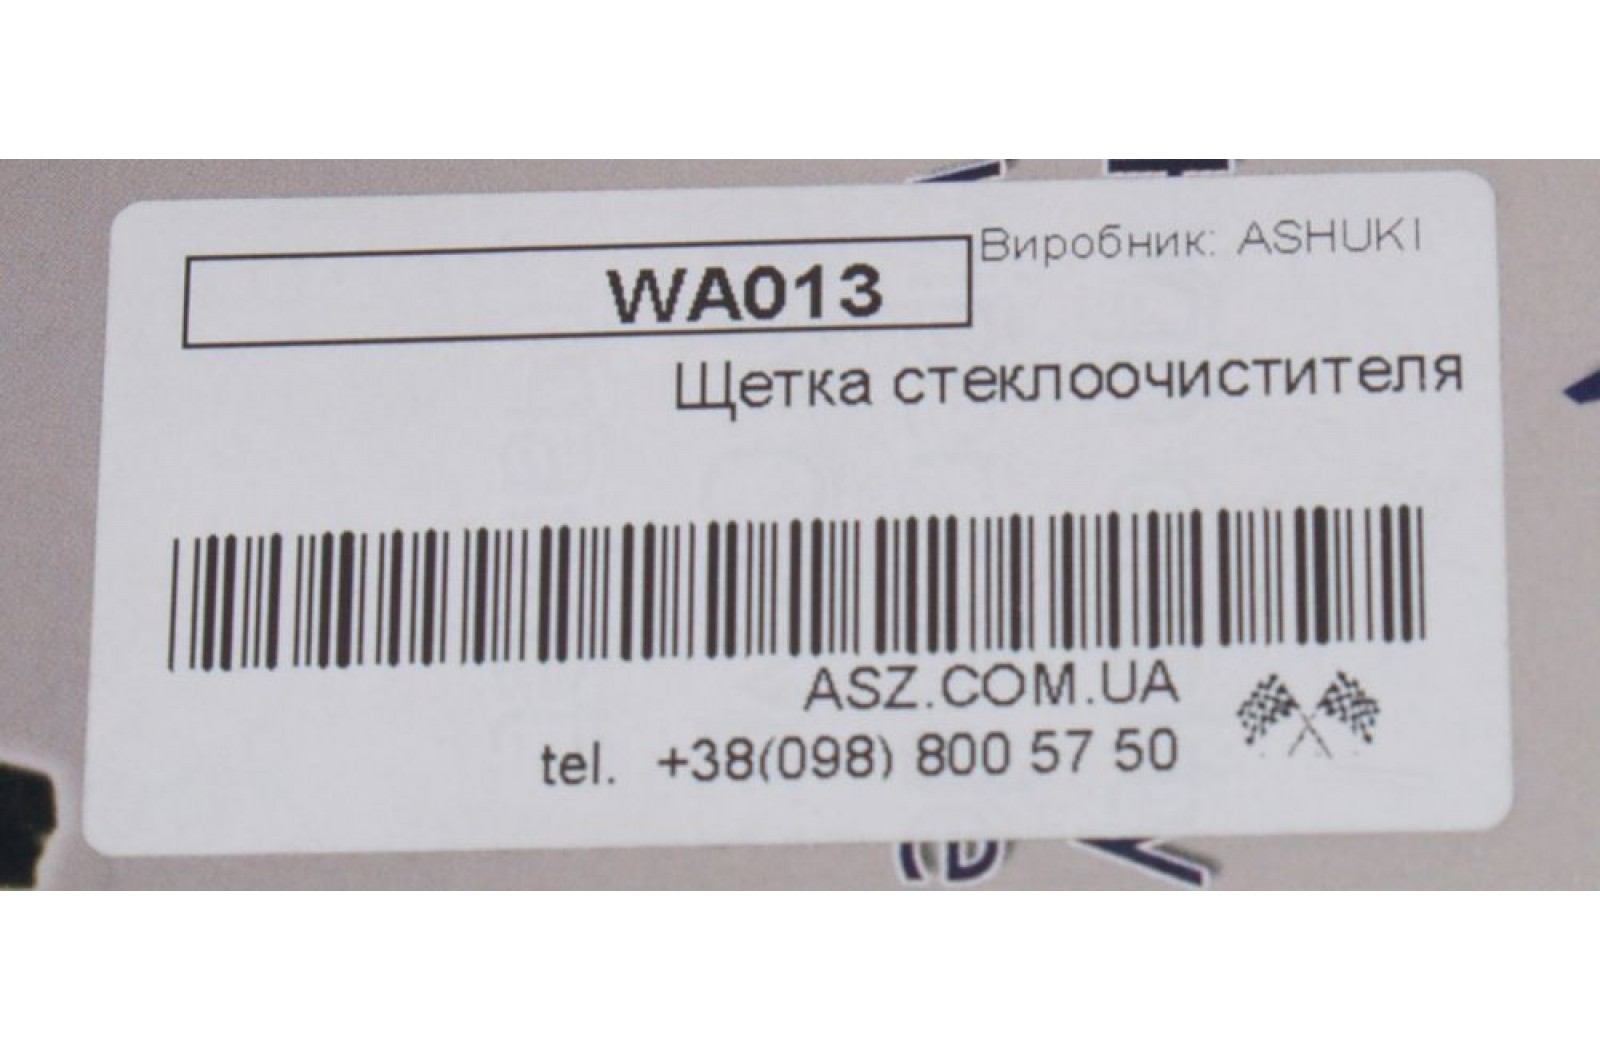 WA013
Виробник: ASHUKI
Щетка стеклоочистителя
ASZ.COM.UA
tel. +38(098) 800 57 50